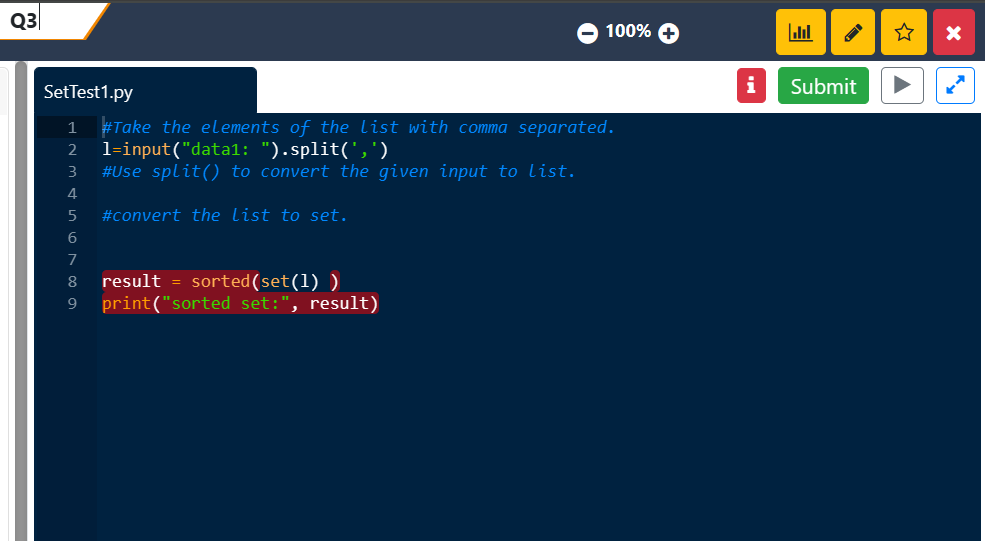 Q3
100%
SetTest1.py
i
Submit
1 #Take the elements of the list with comma separated.
2 l=input("data1: ").split(',')
3 #Use split() to convert the given input to list.
4
5 #convert the list to set.
6
7
8 result = sorted(set(l) )
9 print("sorted set:", result)